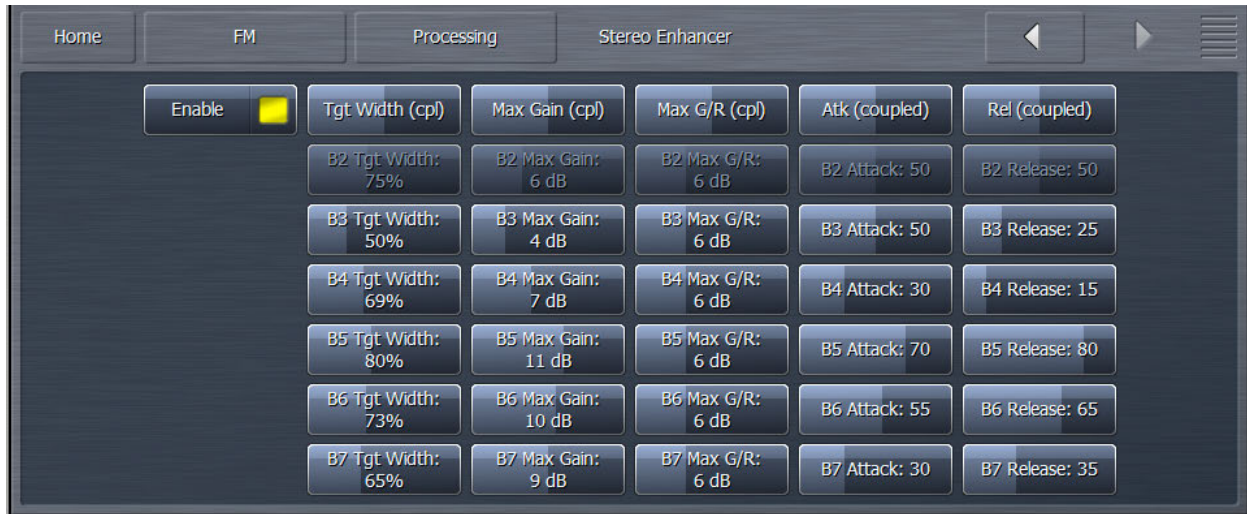 Home FM Processing Stereo Enhancer
Enable Tgt Width (cpl) Max Gain (cpl) Max G/R (cpl) Atk (coupled) Rel (coupled)
B2 Tgt Width: B2 Max Gain: B2 Max G/R: B2 Attack: 50 B2 Release: 50
75% 6 dB 6 dB
B3 Tgt Width: B3 Max Gain: B3 Max G/R: B3 Attack: 50 B3 Release: 25
50% 4 dB 6 dB
B4 Tgt Width: B4 Max Gain: B4 Max G/R: B4 Attack: 30 B4 Release: 15
69% 7 dB 6 dB
B5 Tgt Width: B5 Max Gain: B5 Max G/R: B5 Attack: 70 B5 Release: 80
80% 11 dB 6 dB
B6 Tgt Width: B6 Max Gain: B6 Max G/R: B6 Attack: 55 B6 Release: 65
73% 10 dB 6 dB
B7 Tgt Width: B7 Max Gain: B7 Max G/R: B7 Attack: 30 B7 Release: 35
65% 9 dB 6 dB